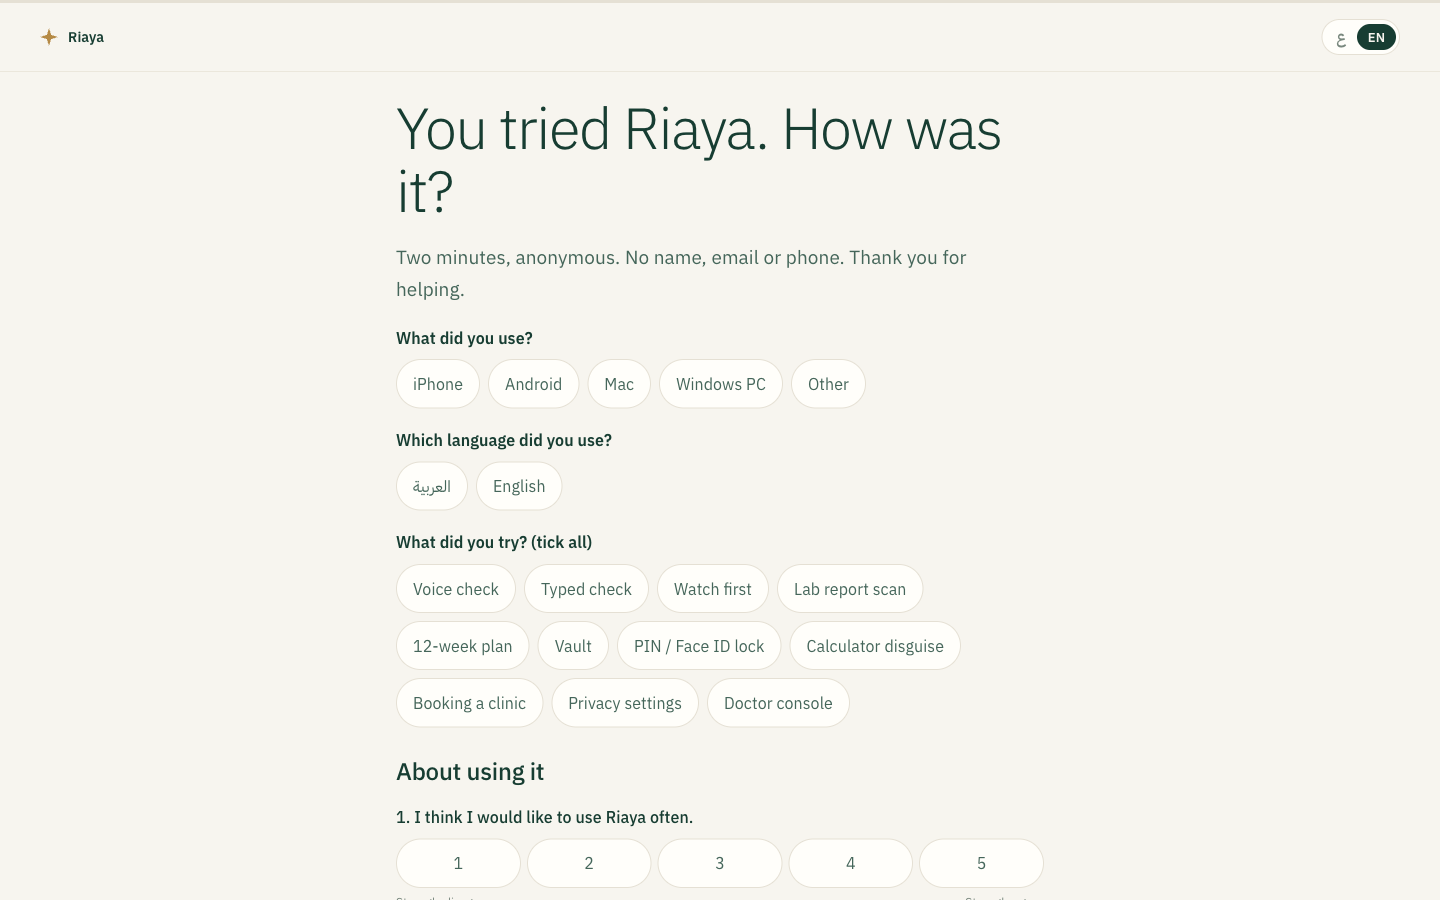 Riaya
ع EN
You tried Riaya. How was
it?
Two minutes, anonymous. No name, email or phone. Thank you for
helping.
What did you use?
iPhone Android Mac Windows PC Other
Which language did you use?
العربية English
What did you try? (tick all)
Voice check Typed check Watch first Lab report scan
12-week plan Vault PIN / Face ID lock Calculator disguise
Booking a clinic Privacy settings Doctor console
About using it
1. I think I would like to use Riaya often.
1 2 3 4 5